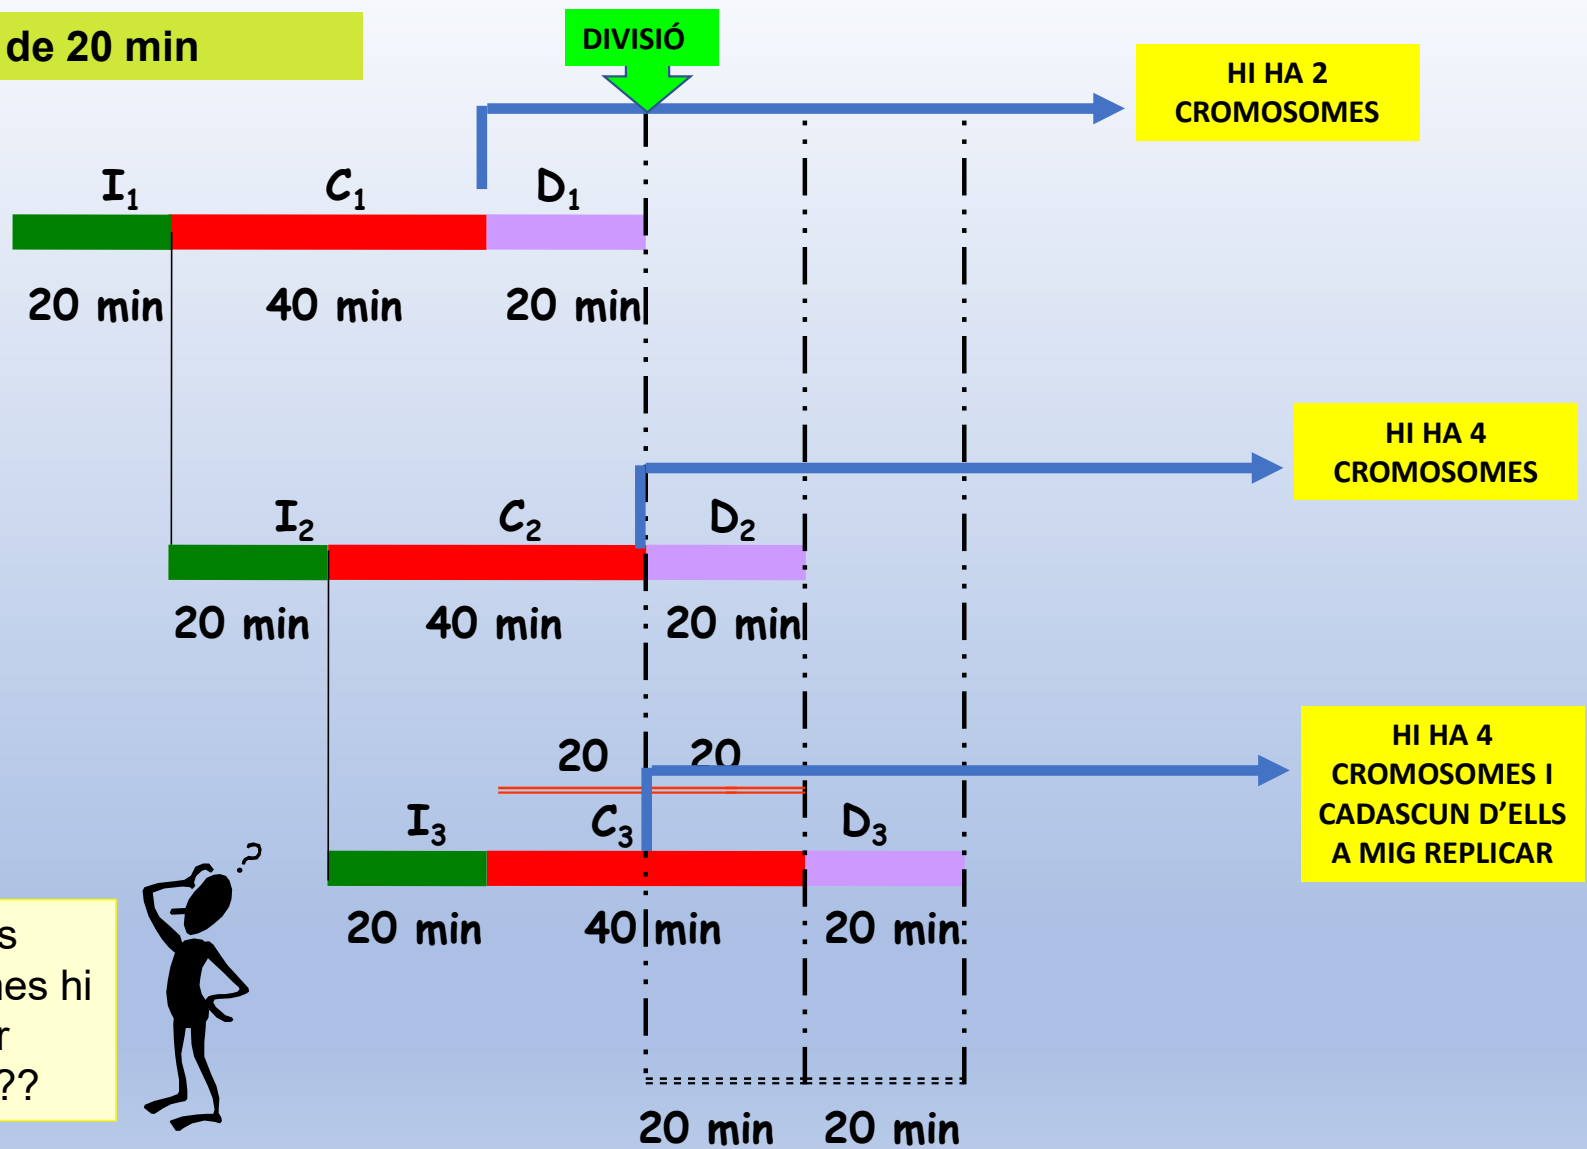 de 20 min
DIVISIÓ
HI HA 2
CROMOSOMES
I₁ C₁ D₁
20 min 40 min 20 min
HI HA 4
CROMOSOMES
I₂ C₂ D₂
20 min 40 min 20 min
20 20
HI HA 4
CROMOSOMES I
CADASCUN D'ELLS
A MIG REPLICAR
I₃ C₃ D₃
?
20 min 40 min 20 min
s
hi
r
??
20 min 20 min